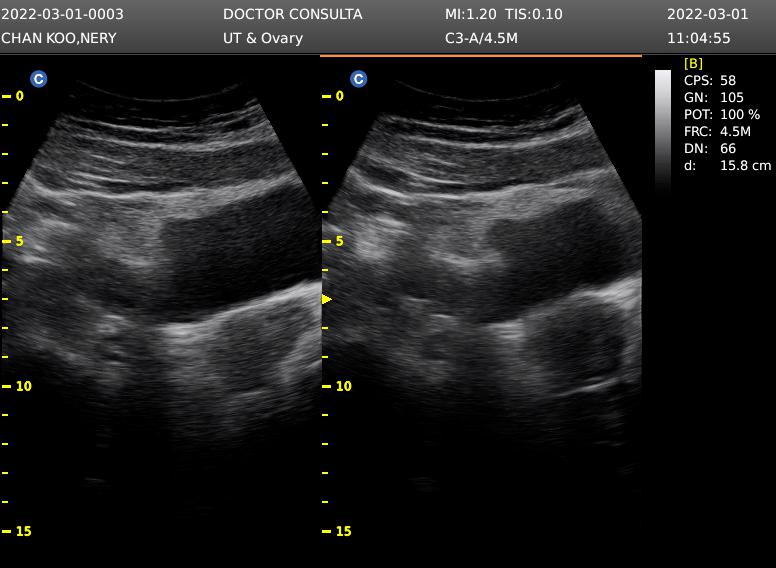 2022-03-01-0003 DOCTOR CONSULTA MI:1.20 TIS:0.10 2022-03-01
CHAN KOO,NERY UT & Ovary C3-A/4.5M 11:04:55
C C [B]
0 0 CPS: 58
GN: 105
POT: 100 %
FRC: 4.5M
DN: 66
d: 15.8 cm
5 5
10 10
15 15